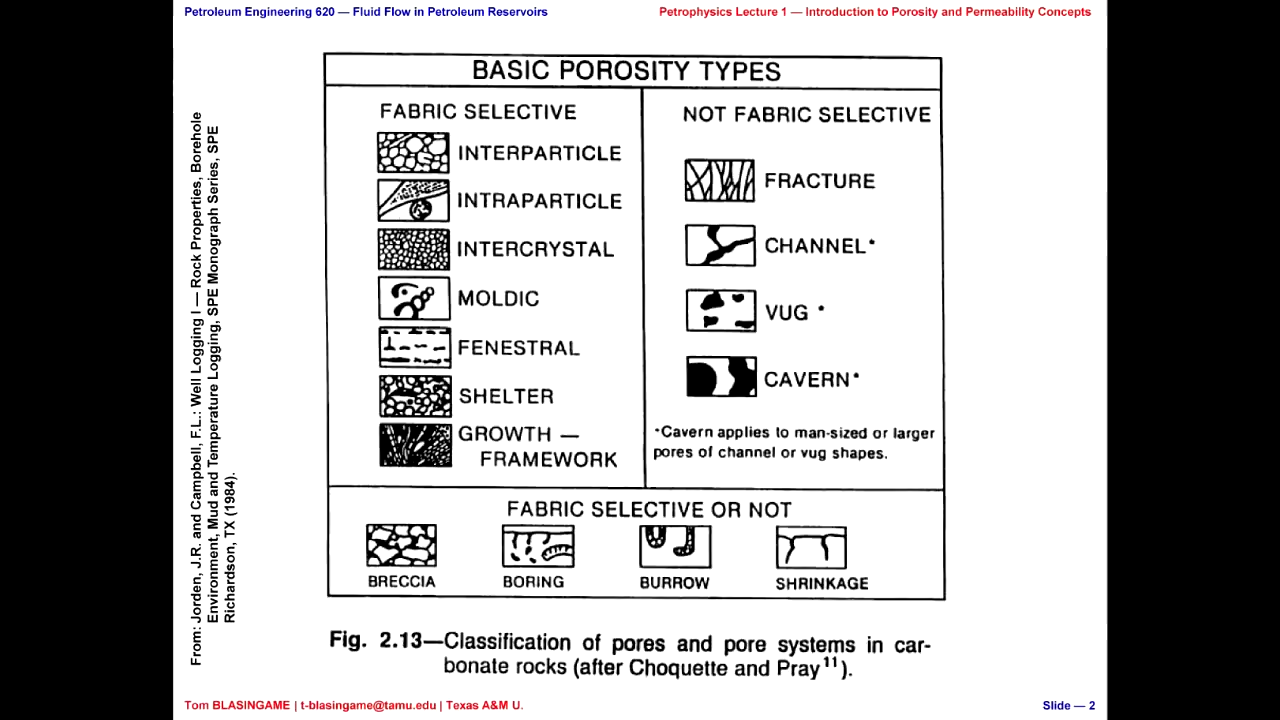 Petroleum Engineering 620 — Fluid Flow in Petroleum Reservoirs
Petrophysics Lecture 1 — Introduction to Porosity and Permeability Concepts
From: Jorden, J.R. and Campbell, F.L.: Well Logging I — Rock Properties, Borehole
Environment, Mud and Temperature Logging, SPE Monograph Series, SPE
Richardson, TX (1984).
BASIC POROSITY TYPES
FABRIC SELECTIVE
INTERPARTICLE
INTRAPARTICLE
INTERCRYSTAL
MOLDIC
FENESTRAL
SHELTER
GROWTH —
FRAMEWORK
NOT FABRIC SELECTIVE
FRACTURE
CHANNEL*
VUG *
CAVERN*
*Cavern applies to man-sized or larger
pores of channel or vug shapes.
FABRIC SELECTIVE OR NOT
BRECCIA
BORING
BURROW
SHRINKAGE
Fig. 2.13—Classification of pores and pore systems in car-
bonate rocks (after Choquette and Pray11).
Tom BLASINGAME | t-blasingame@tamu.edu | Texas A&M U.
Slide — 2